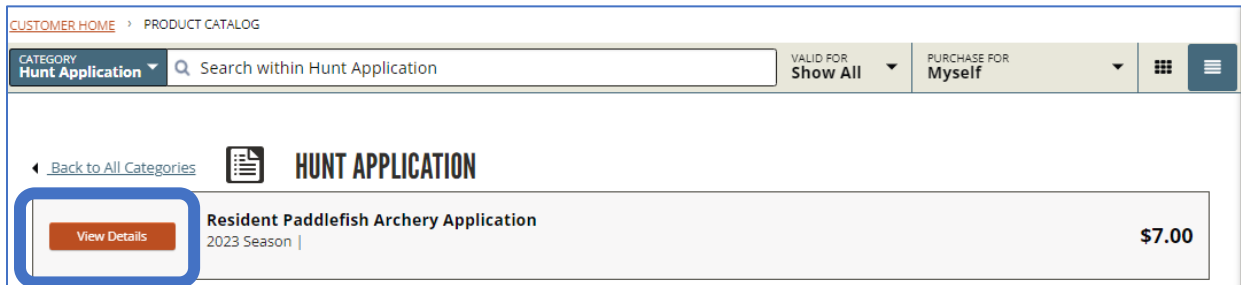 CUSTOMER HOME › PRODUCT CATALOG
CATEGORY VALID FOR PURCHASE FOR
Hunt Application Search within Hunt Application Show All Myself
Back to All Categories HUNT APPLICATION
View Details Resident Paddlefish Archery Application $7.00
2023 Season |